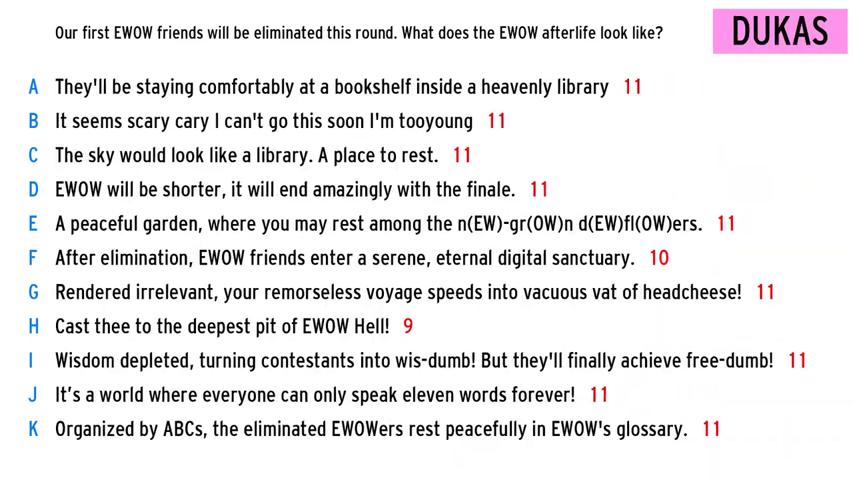 Our first EWOW friends will be eliminated this round. What does the EWOW afterlife look like?
DUKAS
A They'll be staying comfortably at a bookshelf inside a heavenly library 11
B It seems scary cary I can't go this soon I'm tooyoung 11
C The sky would look like a library. A place to rest. 11
D EWOW will be shorter, it will end amazingly with the finale. 11
E A peaceful garden, where you may rest among the n(EW)-gr(OW)n d(EW)fl(OW)ers. 11
F After elimination, EWOW friends enter a serene, eternal digital sanctuary. 10
G Rendered irrelevant, your remorseless voyage speeds into vacuous vat of headcheese! 11
H Cast thee to the deepest pit of EWOW Hell! 9
I Wisdom depleted, turning contestants into wis-dumb! But they'll finally achieve free-dumb! 11
J It's a world where everyone can only speak eleven words forever! 11
K Organized by ABCs, the eliminated EWOWers rest peacefully in EWOW's glossary. 11